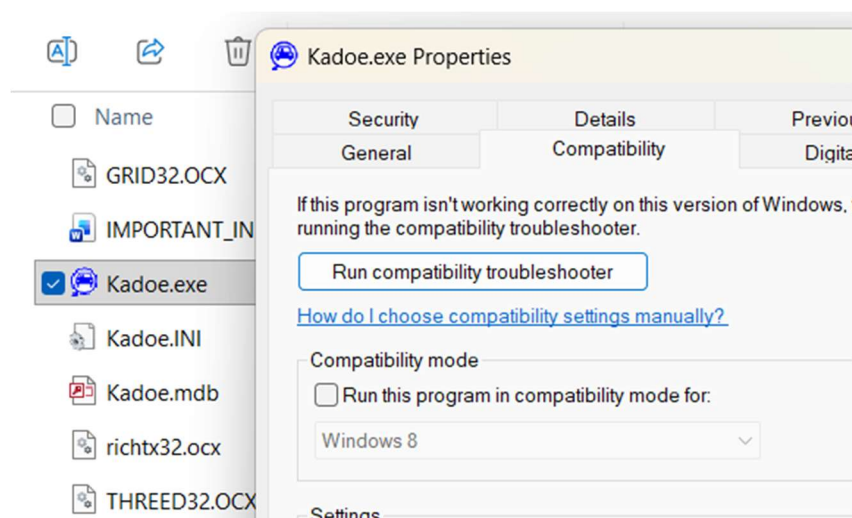 Kadoe.exe Properties
Name
Security Details
General Compatibility
GRID32.OCX
IMPORTANT_IN
Kadoe.exe
Kadoe.INI
Kadoe.mdb
richtx32.ocx
THREED32.OCX
If this program isn't working correctly on this version of Windows,
running the compatibility troubleshooter.
Run compatibility troubleshooter
How do I choose compatibility settings manually?
Compatibility mode
Run this program in compatibility mode for:
Windows 8
Settings